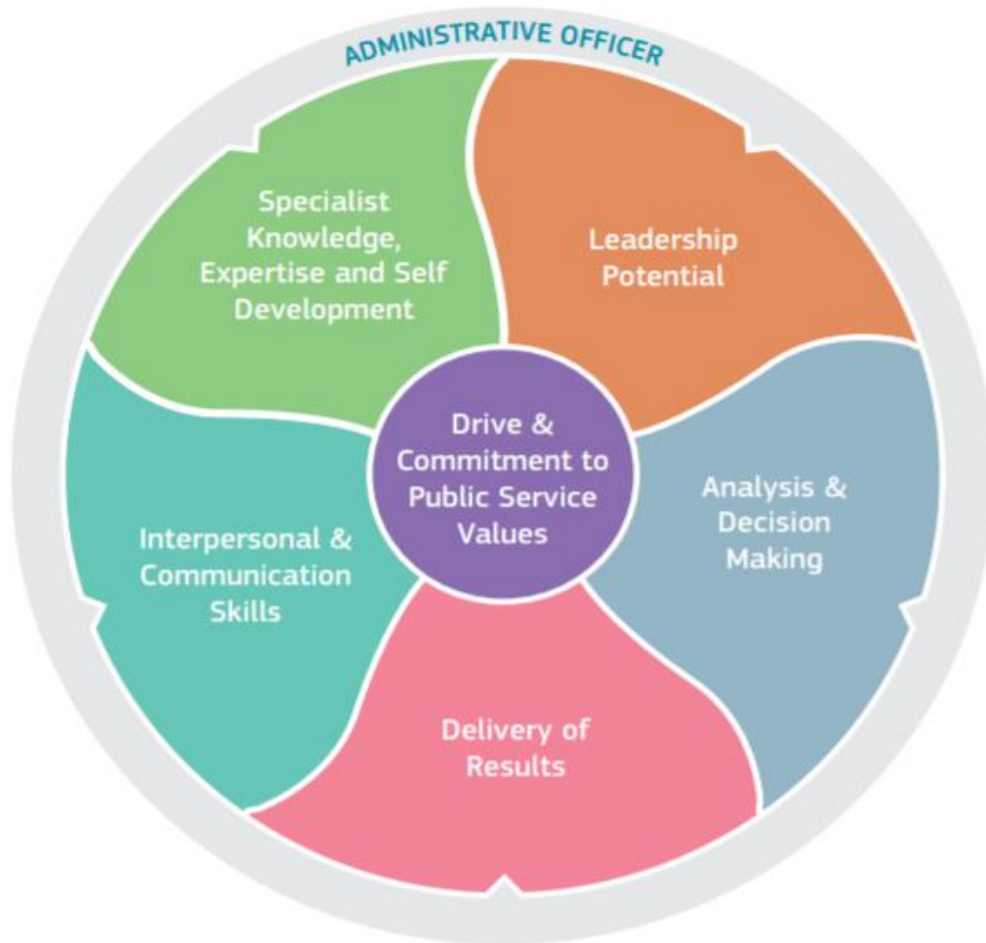 ADMINISTRATIVE OFFICER
Specialist
Knowledge,
Expertise and Self
Development
Leadership
Potential
Drive &
Commitment to
Public Service
Values
Analysis &
Decision
Making
Interpersonal &
Communication
Skills
Delivery of
Results